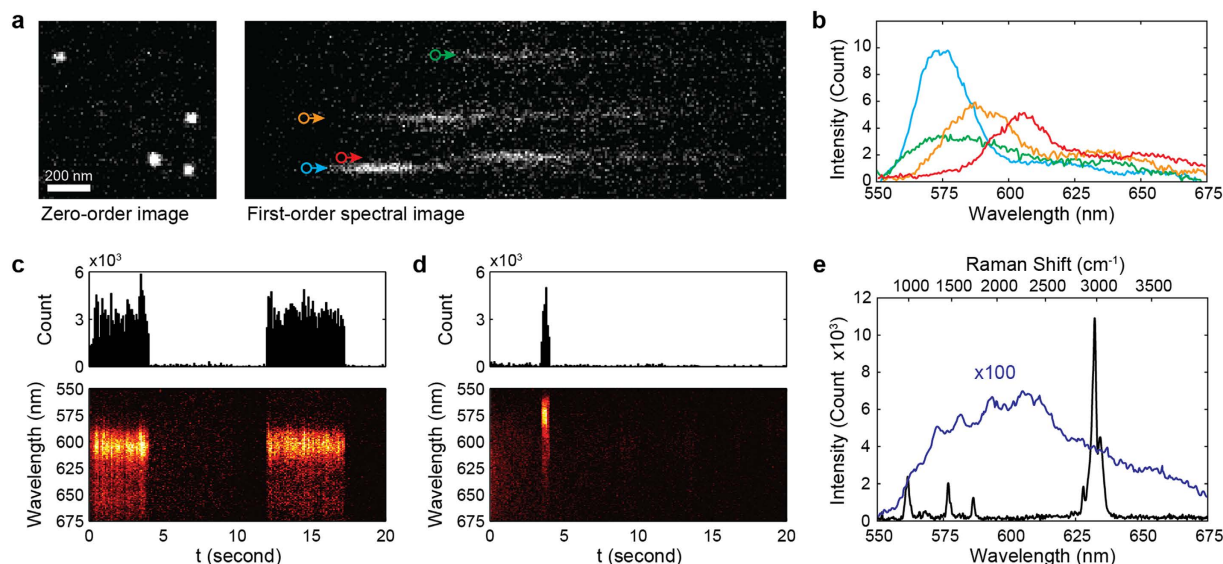 a
200 nm
Zero-order image
First-order spectral image
b
Intensity (Count)
10
8
6
4
2
0
550 575 600 625 650 675
Wavelength (nm)
c
x10³
Count
6
3
0
Wavelength (nm)
550
575
600
625
650
675
0 5 10 15 20
t (second)
d
x10³
Count
6
3
0
Wavelength (nm)
550
575
600
625
650
675
0 5 10 15 20
t (second)
e
Raman Shift (cm⁻¹)
1000 1500 2000 2500 3000 3500
Intensity (Count x10³)
12
10
8
6
4
2
0
x100
550 575 600 625 650 675
Wavelength (nm)